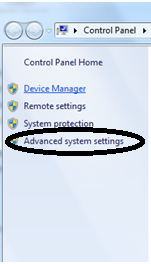 Control Panel
Control Panel Home
Device Manager
Remote settings
System protection
Advanced system settings